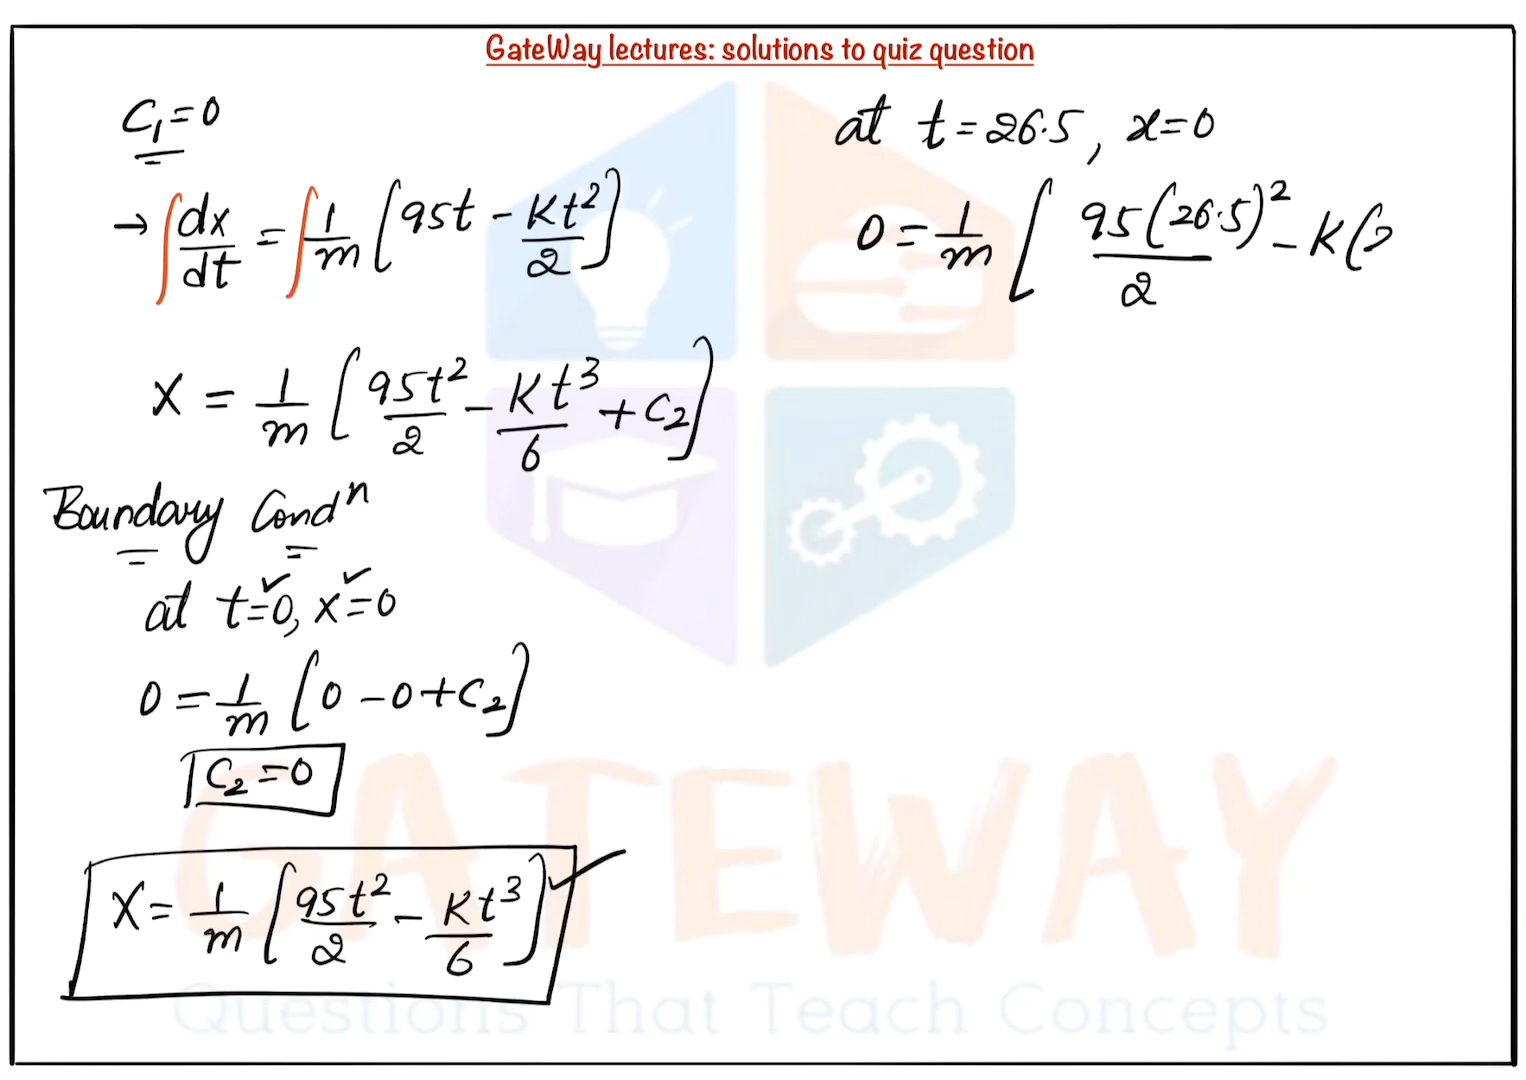 GateWay lectures: solutions to quiz question
C₁=0
→ ∫dx/dt = ∫1/m [95t - Kt²/2]
X = 1/m [95t²/2 - Kt³/6 + C₂]
Boundary Condⁿ
at t=0, x=0
0 = 1/m [0 - 0 + C₂]
C₂=0
X = 1/m [95t²/2 - Kt³/6]
at t=26.5, x=0
0 = 1/m [95(26.5)²/2 - K(2
GATEWAY
Questions That Teach Concepts